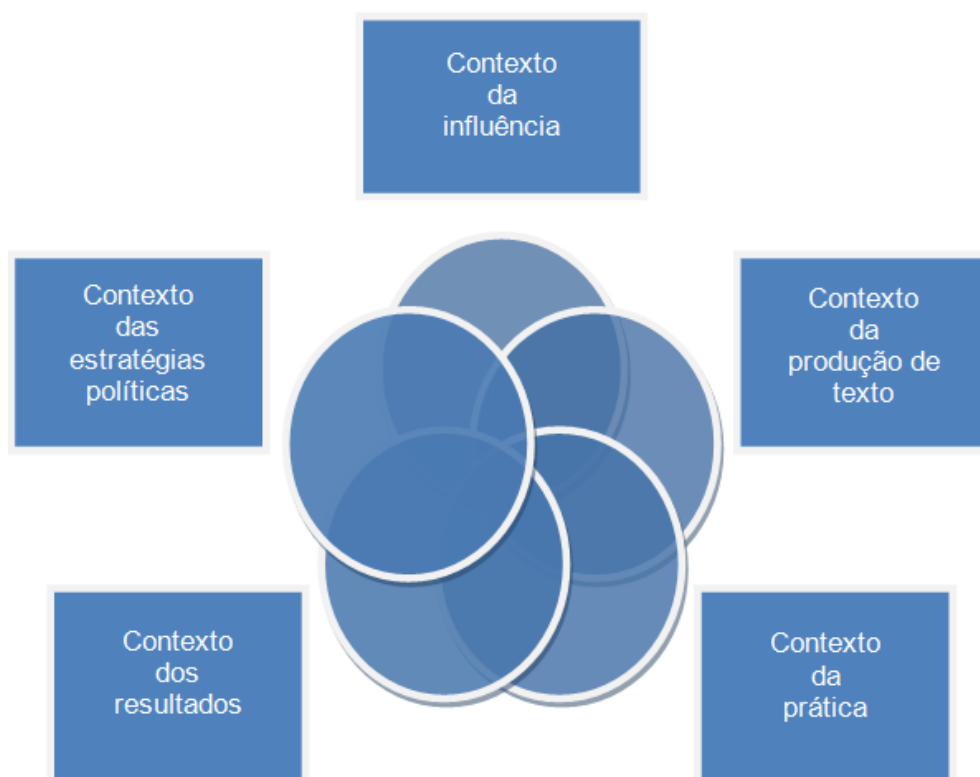 Contexto
da
influência
Contexto
das
estratégias
políticas
Contexto
da
produção de
texto
Contexto
dos
resultados
Contexto
da
prática